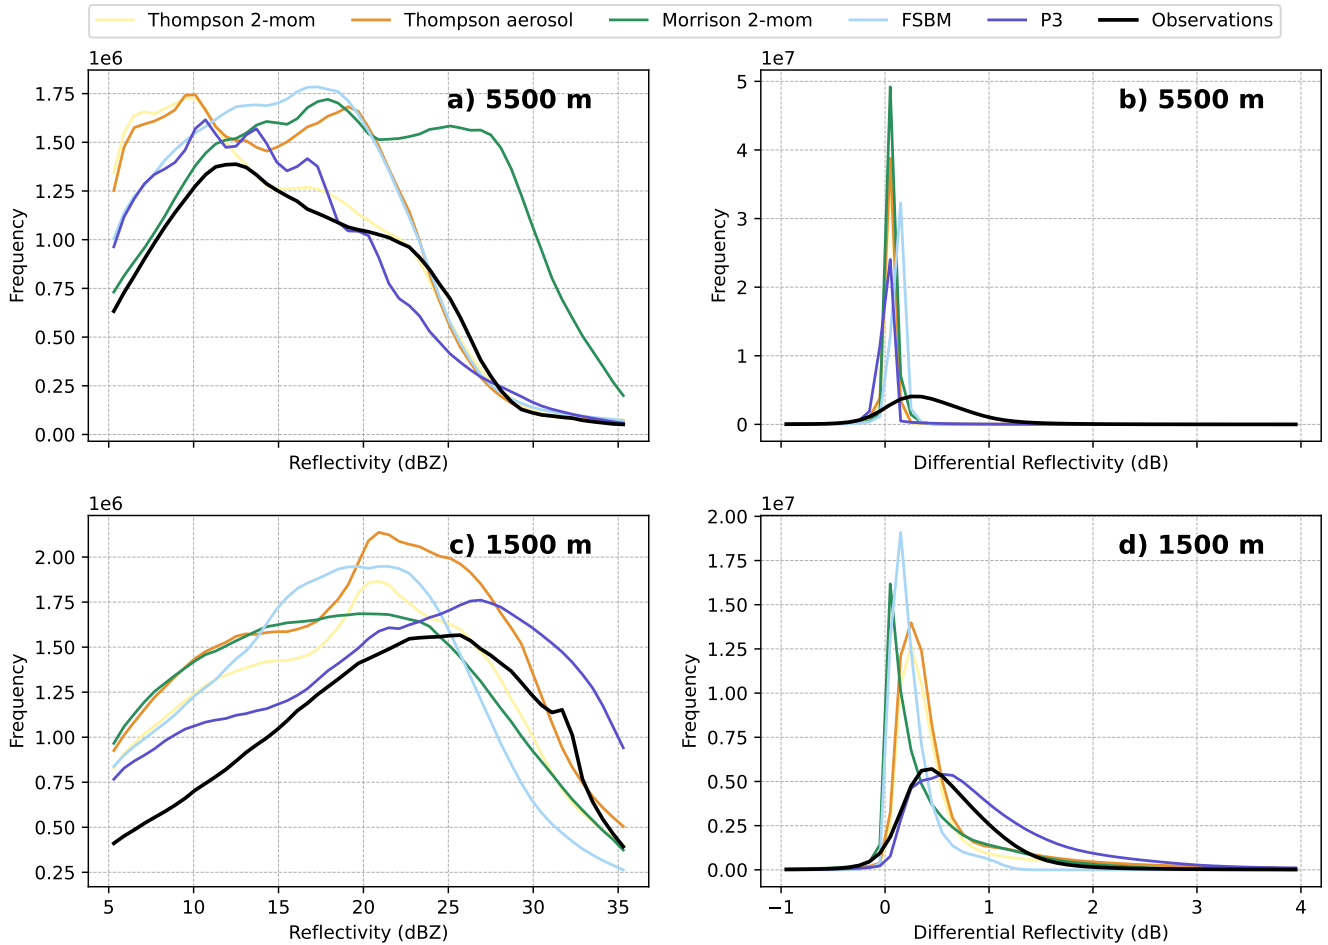 Thompson 2-mom Thompson aerosol Morrison 2-mom FSBM P3 Observations
1e6
a) 5500 m
1.75
1.50
1.25
1.00
0.75
0.50
0.25
0.00
Frequency
Reflectivity (dBZ)
1e7
b) 5500 m
5
4
3
2
1
0
Frequency
Differential Reflectivity (dB)
1e6
c) 1500 m
2.00
1.75
1.50
1.25
1.00
0.75
0.50
0.25
Frequency
5 10 15 20 25 30 35
Reflectivity (dBZ)
1e7
d) 1500 m
2.00
1.75
1.50
1.25
1.00
0.75
0.50
0.25
0.00
Frequency
−1 0 1 2 3 4
Differential Reflectivity (dB)